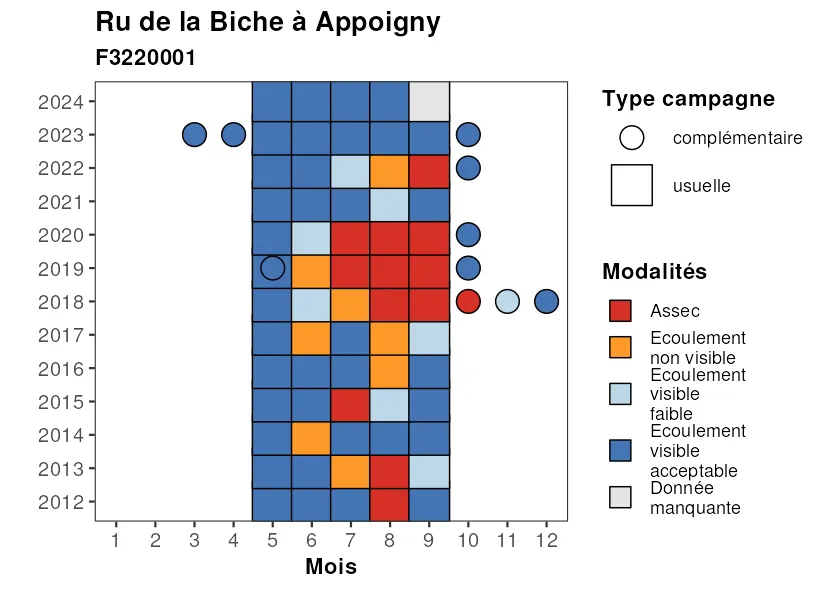 Ru de la Biche à Appoigny
F3220001
2024
2023
2022
2021
2020
2019
2018
2017
2016
2015
2014
2013
2012
1 2 3 4 5 6 7 8 9 10 11 12
Mois
Type campagne
complémentaire
usuelle
Modalités
Assec
Ecoulement
non visible
Ecoulement
visible
faible
Ecoulement
visible
acceptable
Donnée
manquante